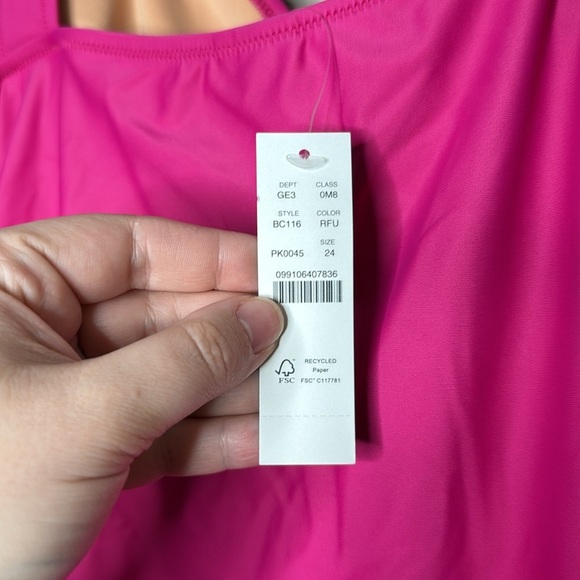 DEPT CLASS
GE3 0M8
STYLE COLOR
BC116 RFU
SIZE
PK0045 24
099106407836
RECYCLED
Paper
FSC FSC® C117781